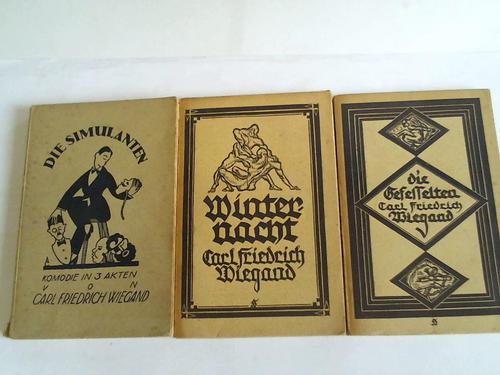 DIE SIMULANTEN
KOMÖDIE IN 3 AKTEN
VON
CARL FRIEDRICH WIEGAND
Winter
nacht
Carl Friedrich
Wiegand
die
Gefesselten
Carl Friedrich
Wiegand